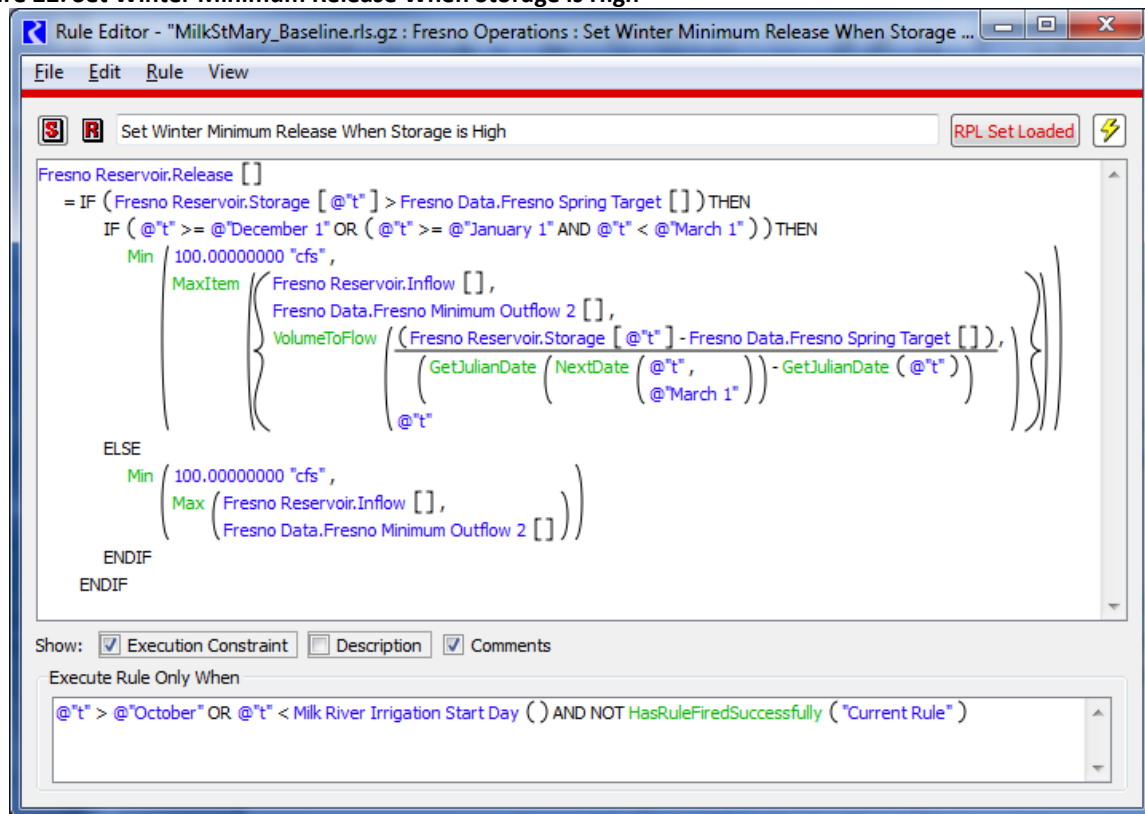 Rule Editor - "MilkStMary_Baseline.rls.gz : Fresno Operations : Set Winter Minimum Release When Storage ...
File Edit Rule View
S R Set Winter Minimum Release When Storage is High RPL Set Loaded
Fresno Reservoir.Release []
= IF ( Fresno Reservoir.Storage [ @"t" ] > Fresno Data.Fresno Spring Target [] ) THEN
IF ( @"t" >= @"December 1" OR ( @"t" >= @"January 1" AND @"t" < @"March 1" ) ) THEN
Min ( 100.00000000 "cfs" ,
MaxItem ( { Fresno Reservoir.Inflow [] ,
Fresno Data.Fresno Minimum Outflow 2 [] ,
VolumeToFlow ( ( Fresno Reservoir.Storage [ @"t" ] - Fresno Data.Fresno Spring Target [] ) ,
( GetJulianDate ( NextDate ( @"t" ,
@"March 1" ) ) - GetJulianDate ( @"t" ) )
@"t" ) } ) )
ELSE
Min ( 100.00000000 "cfs" ,
Max ( Fresno Reservoir.Inflow [] ,
Fresno Data.Fresno Minimum Outflow 2 [] ) )
ENDIF
ENDIF
Show: Execution Constraint Description Comments
Execute Rule Only When
@"t" > @"October" OR @"t" < Milk River Irrigation Start Day ( ) AND NOT HasRuleFiredSuccessfully ( "Current Rule" )